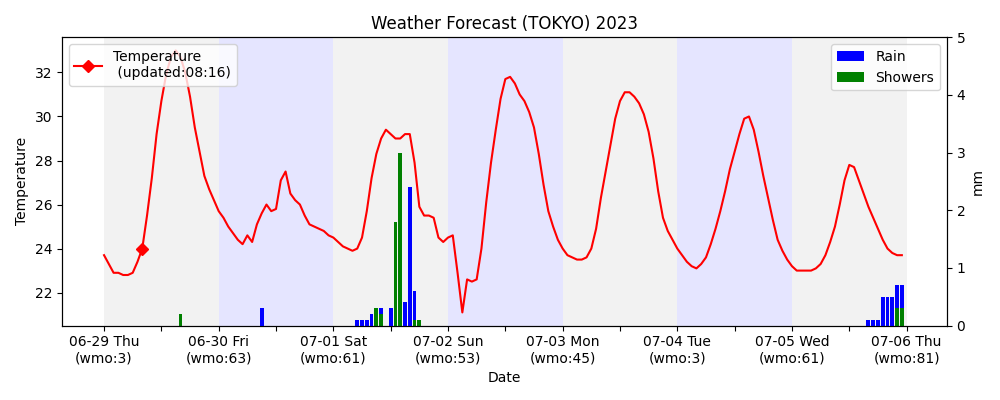 Weather Forecast (TOKYO) 2023
Temperature
(updated:08:16)
Rain
Showers
32
30
28
26
24
22
Temperature
5
4
3
2
1
0
mm
06-29 Thu 06-30 Fri 07-01 Sat 07-02 Sun 07-03 Mon 07-04 Tue 07-05 Wed 07-06 Thu
(wmo:3) (wmo:63) (wmo:61) (wmo:53) (wmo:45) (wmo:3) (wmo:61) (wmo:81)
Date